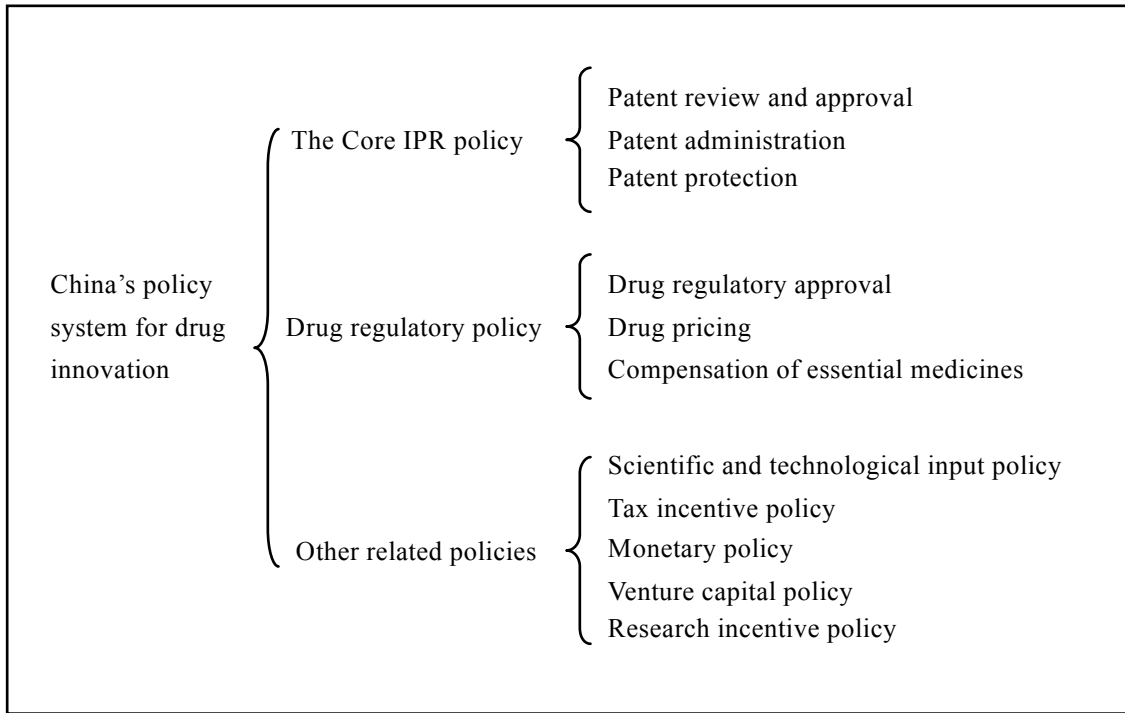 China’s policy
system for drug
innovation
The Core IPR policy
Patent review and approval
Patent administration
Patent protection
Drug regulatory policy
Drug regulatory approval
Drug pricing
Compensation of essential medicines
Other related policies
Scientific and technological input policy
Tax incentive policy
Monetary policy
Venture capital policy
Research incentive policy